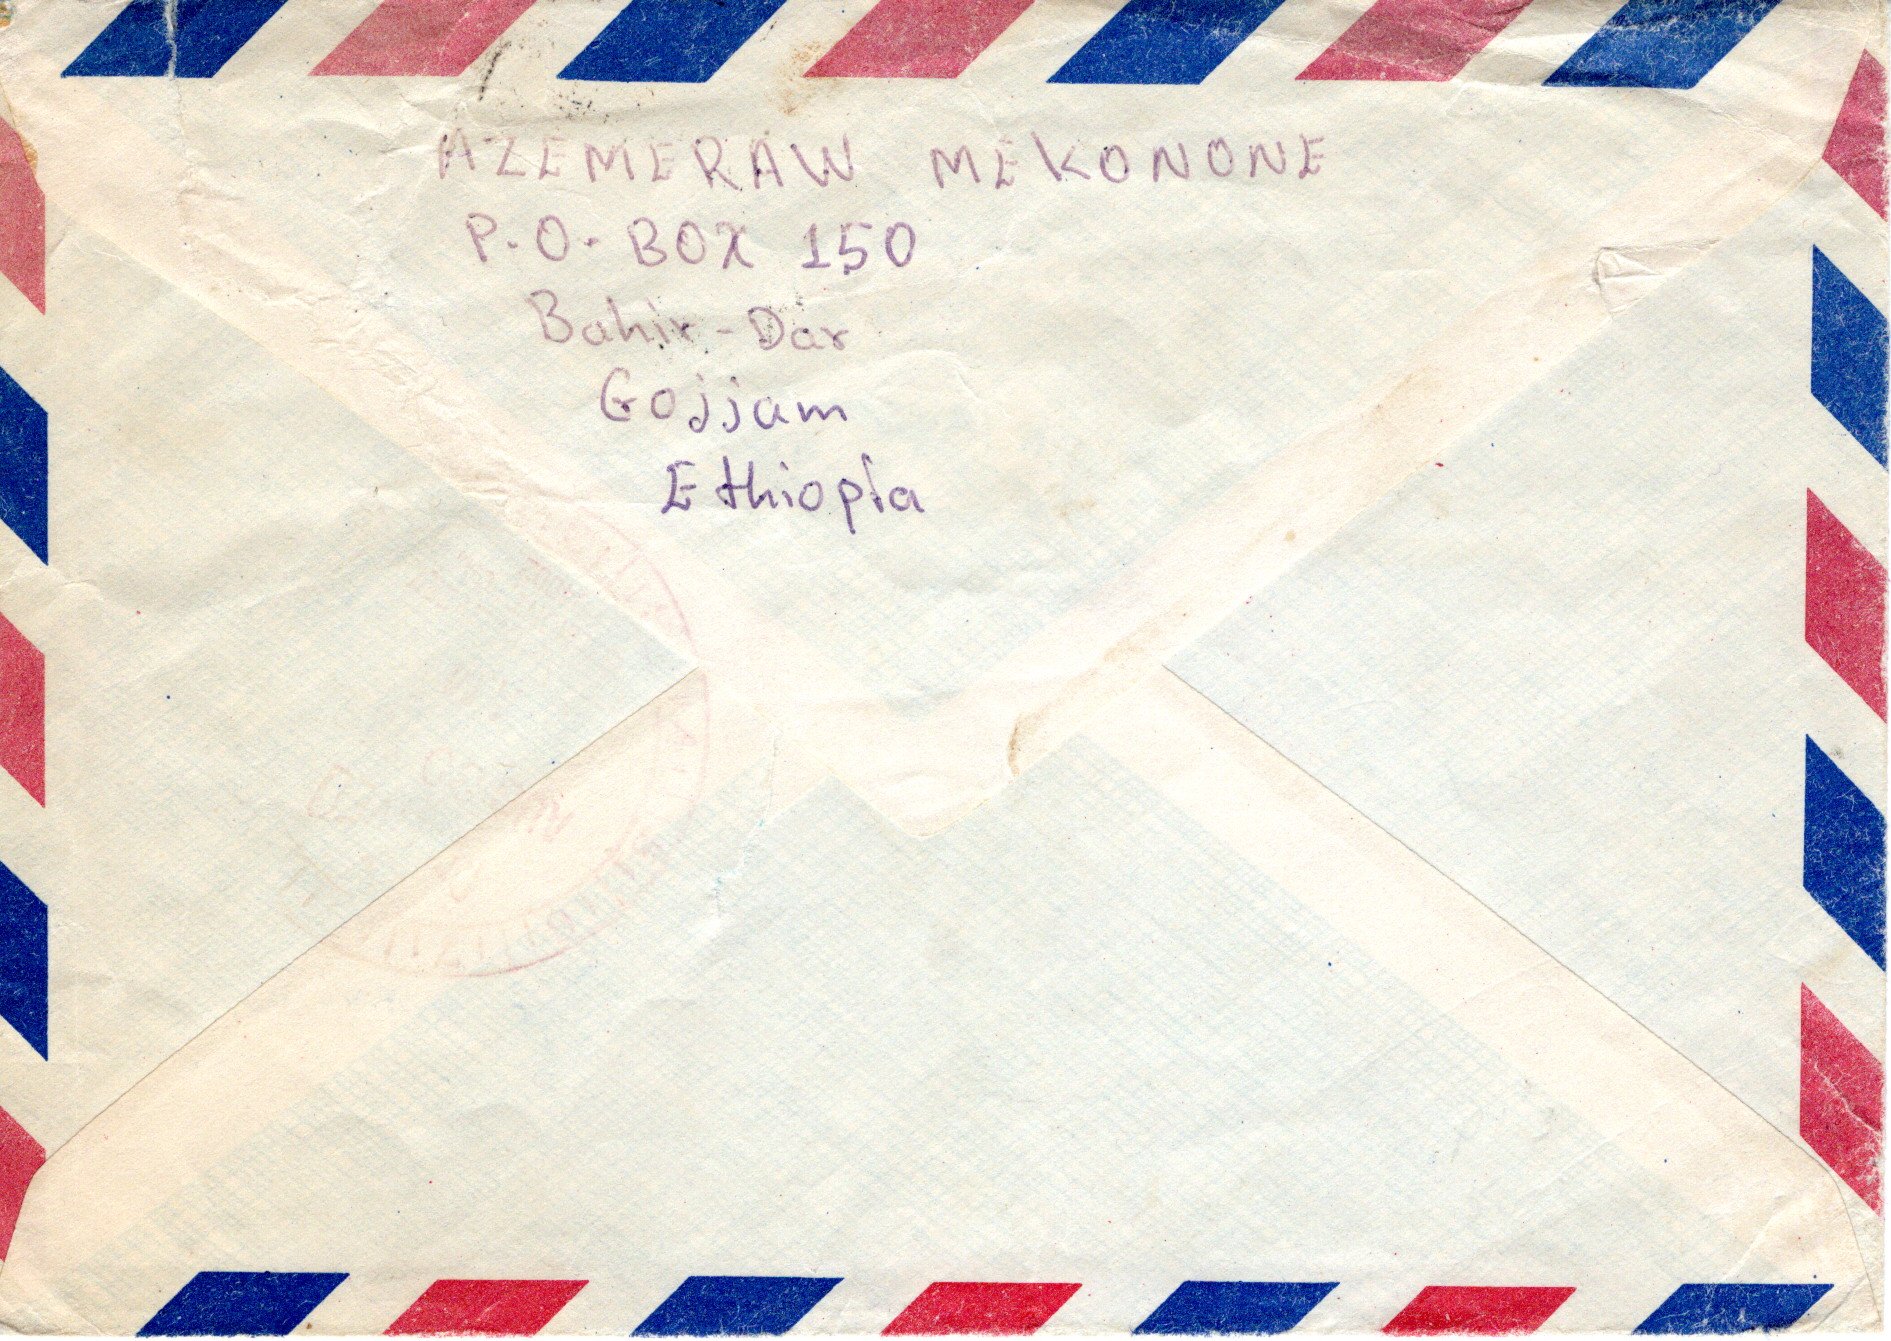 AZEMERAW MEKONONE
P.O. BOX 150
Bahir-Dar
Gojjam
Ethiopia